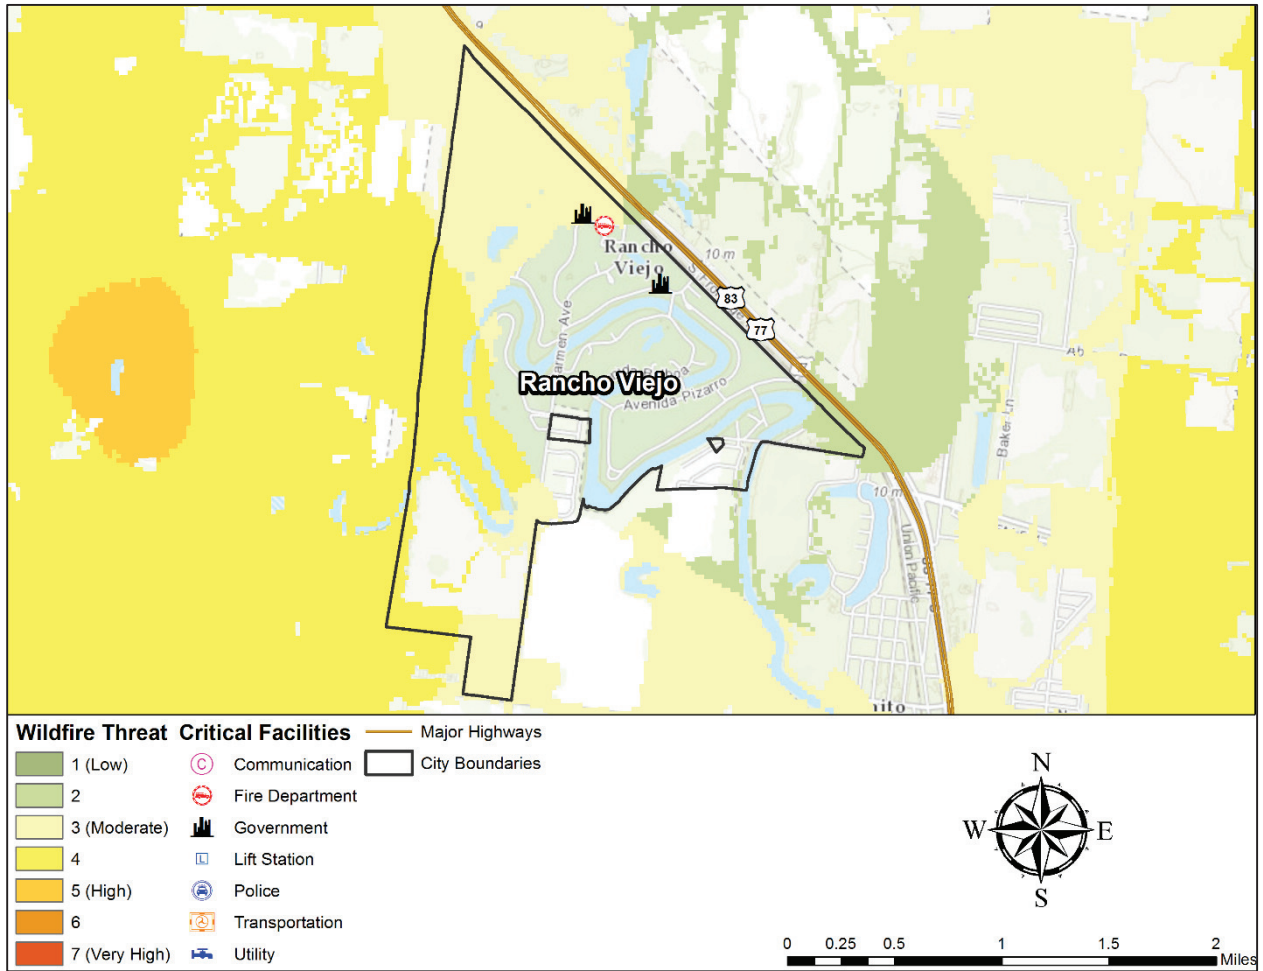 9
Rancho
Viejo
10 m
S Frontage
83
77
Carmen-Ave
Rancho Viejo
Avenida-Pizarro
Baker-Ln
10 m
Union Pacific
Wildfire Threat
1 (Low)
2
3 (Moderate)
4
5 (High)
6
7 (Very High)
Critical Facilities
C Communication
Fire Department
Government
L Lift Station
Police
Transportation
Utility
Major Highways
City Boundaries
N
W E
S
0 0.25 0.5 1 1.5 2
Miles